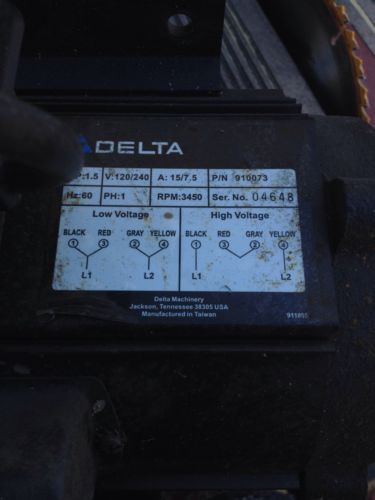 DELTA
P:1.5 V:120/240 A: 15/7.5 P/N 910073
Hz:60 PH:1 RPM:3450 Ser. No. 04648
Low Voltage High Voltage
BLACK RED GRAY YELLOW BLACK RED GRAY YELLOW
1 3 2 4 1 3 2 4
L1 L2 L1 L2
Delta Machinery
Jackson, Tennessee 38305 USA
Manufactured in Taiwan